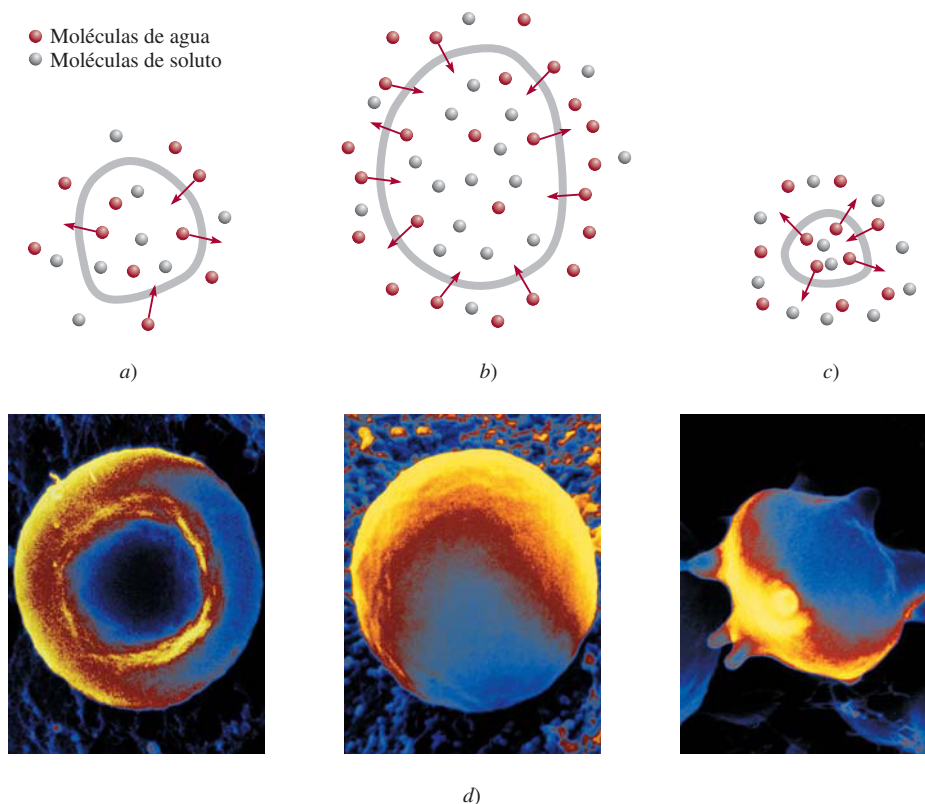 Moléculas de agua
Moléculas de soluto
a)
b)
c)
d)